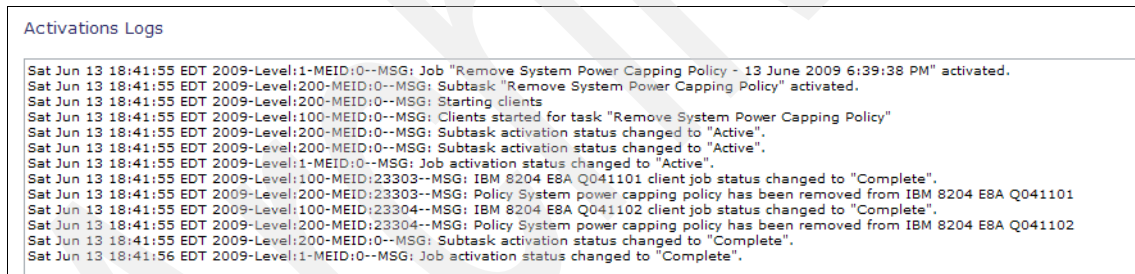 Activations Logs
Sat Jun 13 18:41:55 EDT 2009-Level:1-MEID:0--MSG: Job "Remove System Power Capping Policy - 13 June 2009 6:39:38 PM" activated.
Sat Jun 13 18:41:55 EDT 2009-Level:200-MEID:0--MSG: Subtask "Remove System Power Capping Policy" activated.
Sat Jun 13 18:41:55 EDT 2009-Level:200-MEID:0--MSG: Starting clients
Sat Jun 13 18:41:55 EDT 2009-Level:100-MEID:0--MSG: Clients started for task "Remove System Power Capping Policy"
Sat Jun 13 18:41:55 EDT 2009-Level:200-MEID:0--MSG: Subtask activation status changed to "Active".
Sat Jun 13 18:41:55 EDT 2009-Level:200-MEID:0--MSG: Subtask activation status changed to "Active".
Sat Jun 13 18:41:55 EDT 2009-Level:1-MEID:0--MSG: Job activation status changed to "Active".
Sat Jun 13 18:41:55 EDT 2009-Level:100-MEID:23303--MSG: IBM 8204 E8A Q041101 client job status changed to "Complete".
Sat Jun 13 18:41:55 EDT 2009-Level:200-MEID:23303--MSG: Policy System power capping policy has been removed from IBM 8204 E8A Q041101
Sat Jun 13 18:41:55 EDT 2009-Level:100-MEID:23304--MSG: IBM 8204 E8A Q041102 client job status changed to "Complete".
Sat Jun 13 18:41:55 EDT 2009-Level:200-MEID:23304--MSG: Policy System power capping policy has been removed from IBM 8204 E8A Q041102
Sat Jun 13 18:41:55 EDT 2009-Level:200-MEID:0--MSG: Subtask activation status changed to "Complete".
Sat Jun 13 18:41:56 EDT 2009-Level:1-MEID:0--MSG: Job activation status changed to "Complete".